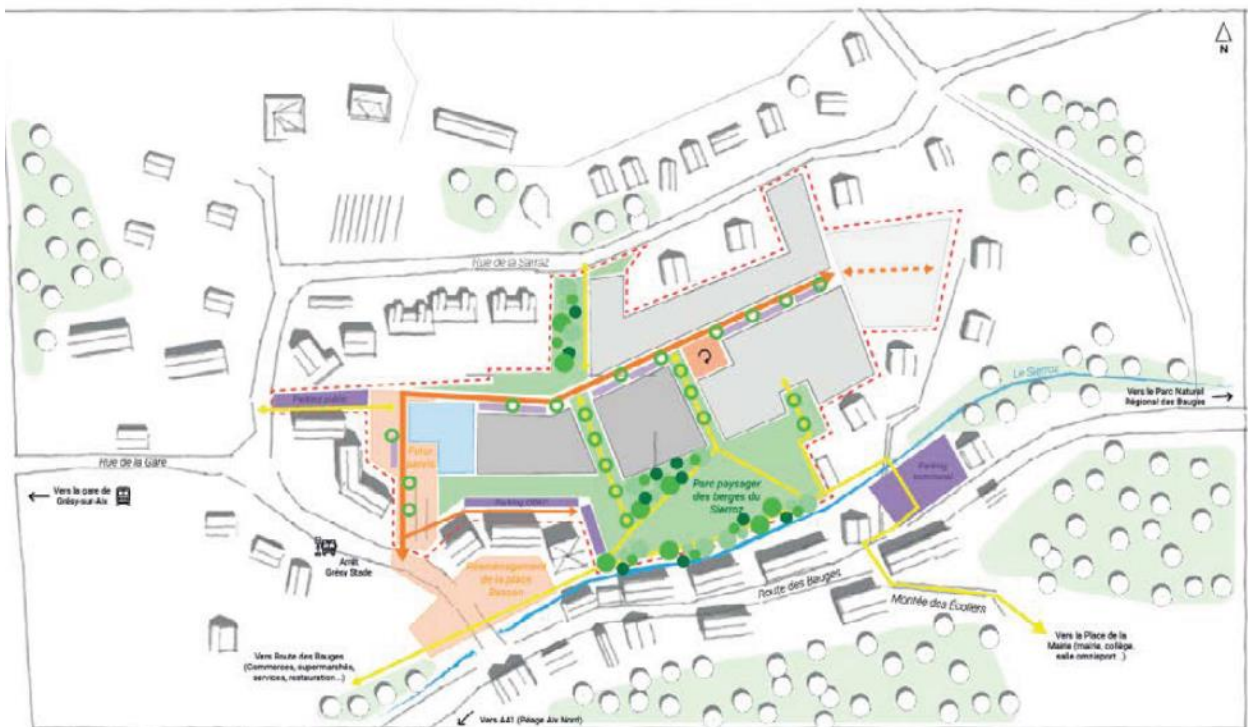 N
Rue de la Sarraz
Le Sierroz
Vers le Parc Naturel
Régional des Bauges
Parking public
Rue de la Gare
Futur
parvis
Parking
communal
Vers la gare de
Grésy-sur-Aix
Parc paysager
des berges du
Sierroz
Parking
Arrêt
Grésy Stade
Réaménagement
de la place
Route des Bauges
Montée des Écoliers
Vers la Place de la
Mairie (mairie, collège,
salle omnisport...)
Vers Route des Bauges
(Commerces, supermarchés,
services, restauration...)
Vers A41 (Péage Aix Nord)